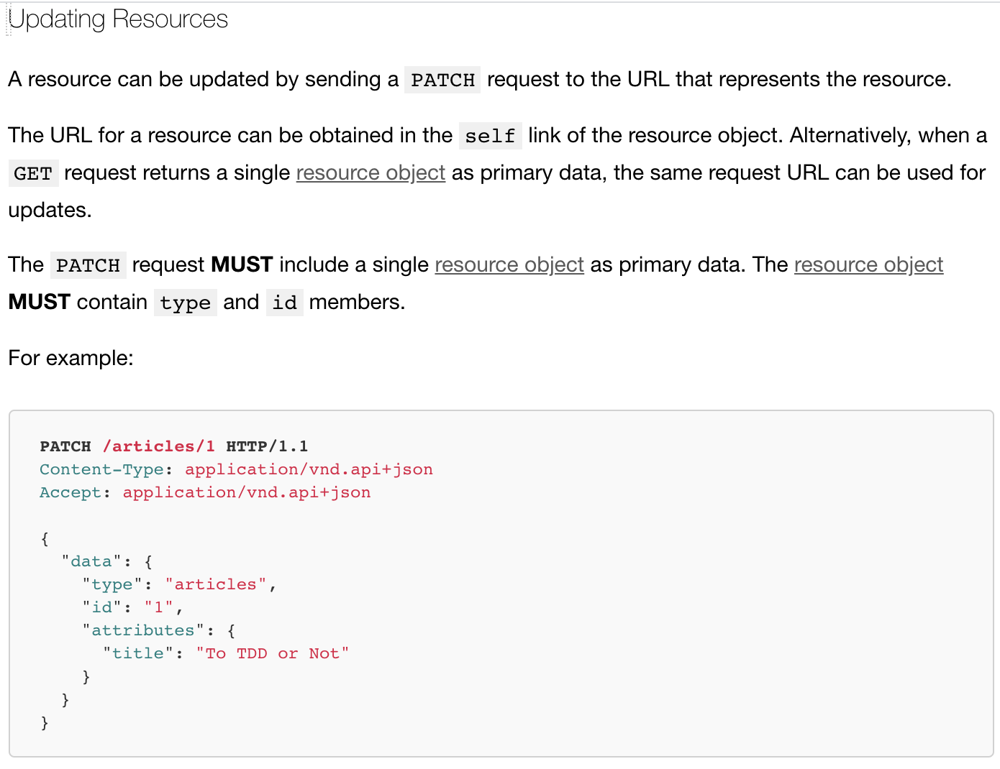 Updating Resources
A resource can be updated by sending a PATCH request to the URL that represents the resource.
The URL for a resource can be obtained in the self link of the resource object. Alternatively, when a
GET request returns a single resource object as primary data, the same request URL can be used for
updates.
The PATCH request MUST include a single resource object as primary data. The resource object
MUST contain type and id members.
For example:
PATCH /articles/1 HTTP/1.1
Content-Type: application/vnd.api+json
Accept: application/vnd.api+json
{
  "data": {
    "type": "articles",
    "id": "1",
    "attributes": {
      "title": "To TDD or Not"
    }
  }
}